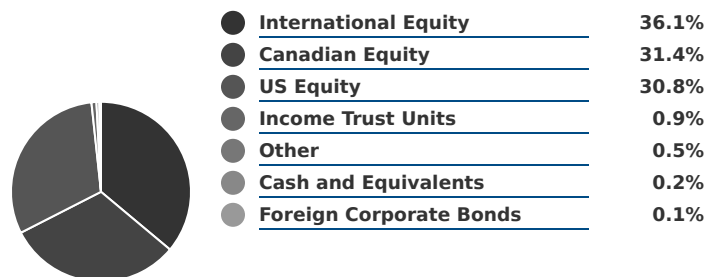 International Equity 36.1%
Canadian Equity 31.4%
US Equity 30.8%
Income Trust Units 0.9%
Other 0.5%
Cash and Equivalents 0.2%
Foreign Corporate Bonds 0.1%